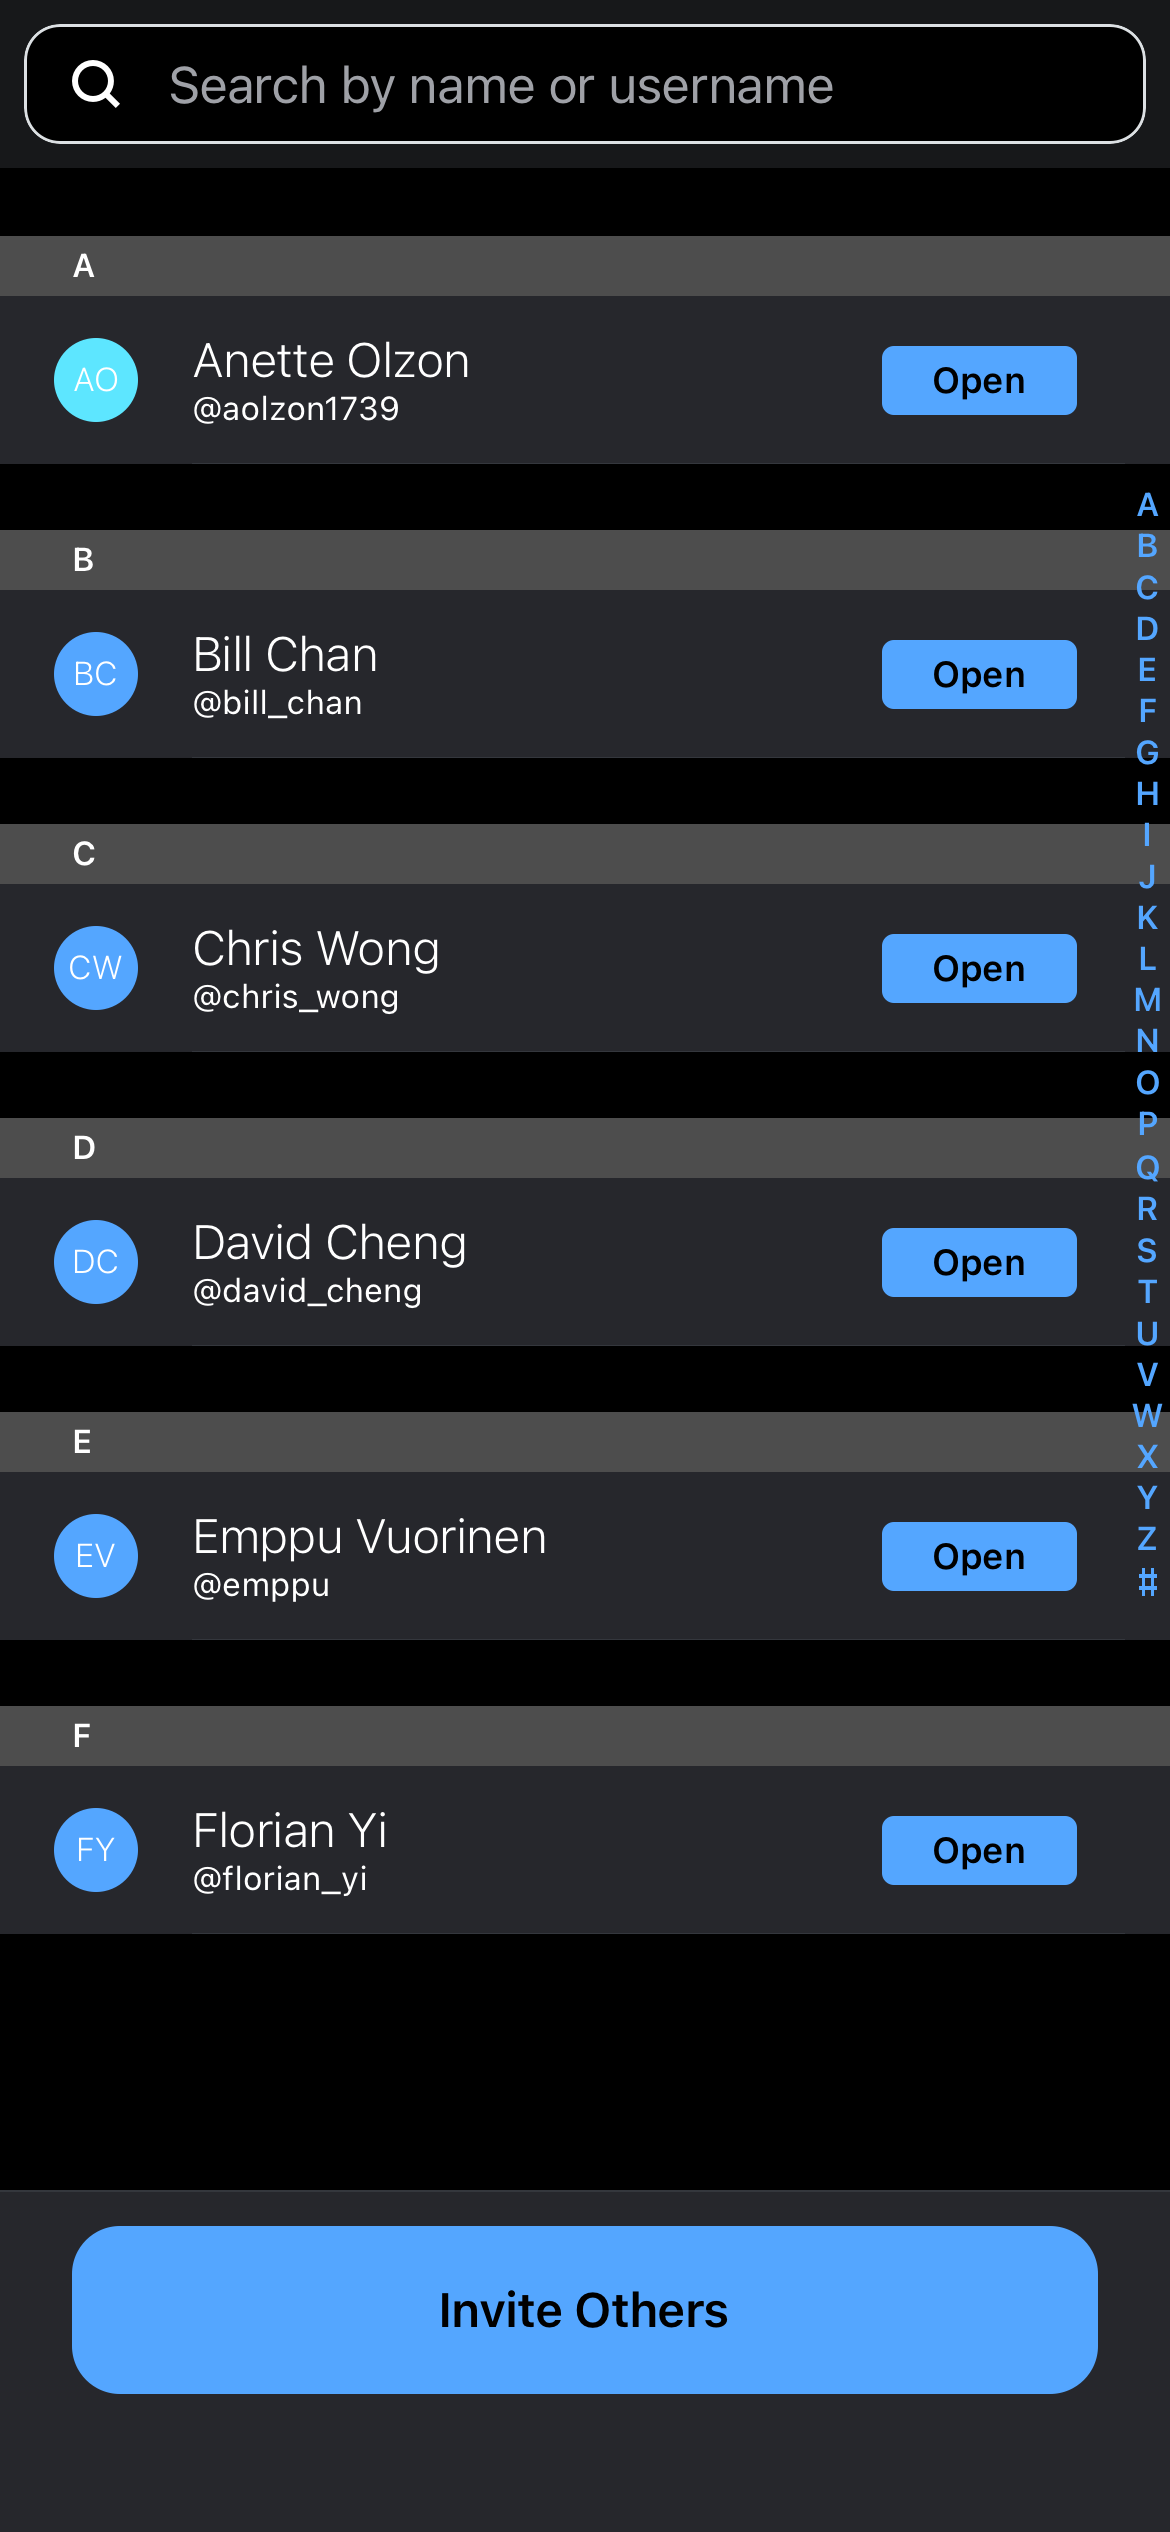 Search by name or username
A
AO
Anette Olzon
@aolzon1739
Open
B
BC
Bill Chan
@bill_chan
Open
C
CW
Chris Wong
@chris_wong
Open
D
DC
David Cheng
@david_cheng
Open
E
EV
Emppu Vuorinen
@emppu
Open
F
FY
Florian Yi
@florian_yi
Open
A
B
C
D
E
F
G
H
I
J
K
L
M
N
O
P
Q
R
S
T
U
V
W
X
Y
Z
#
Invite Others